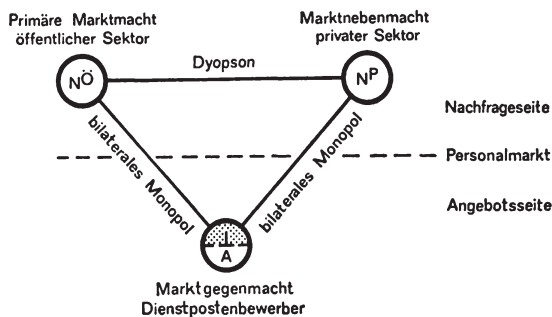 Primäre Marktmacht
öffentlicher Sektor
Marktnebenmacht
privater Sektor
NÖ
Dyopson
NP
Nachfrageseite
bilaterales Monopol
bilaterales Monopol
Personalmarkt
Angebotsseite
A
Marktgegenmacht
Dienstpostenbewerber